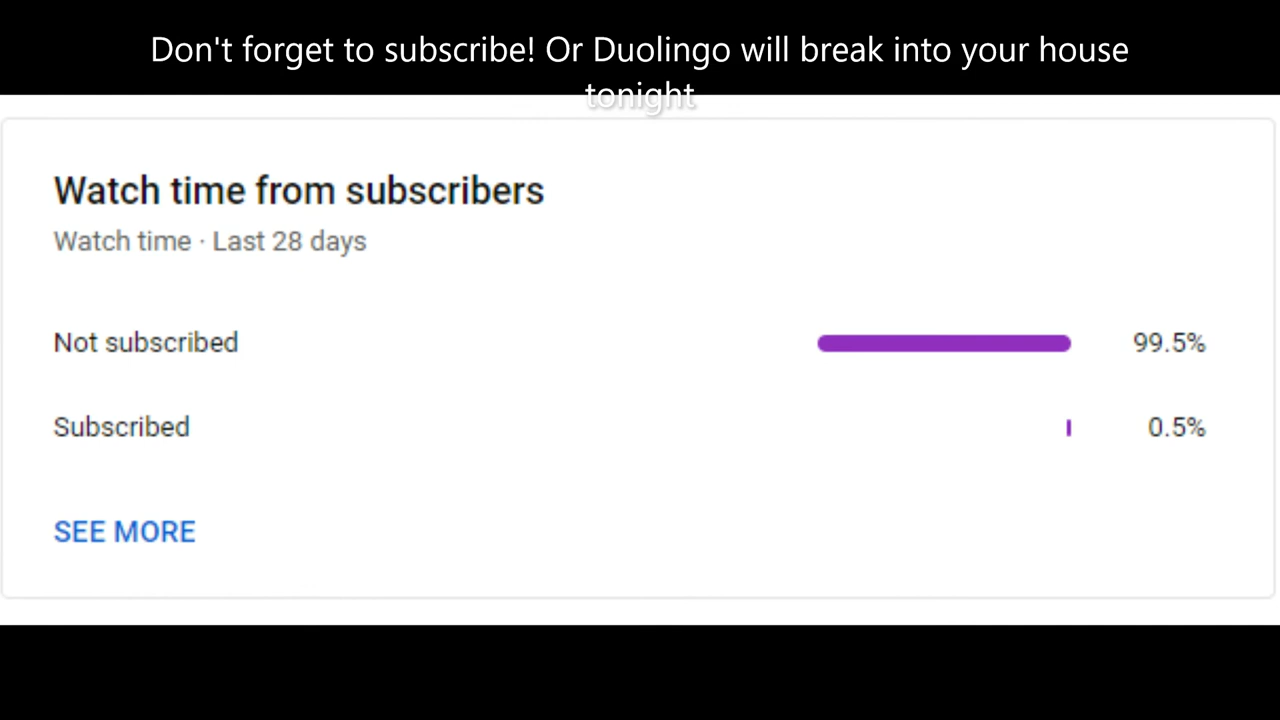 Don't forget to subscribe! Or Duolingo will break into your house
tonight
Watch time from subscribers
Watch time · Last 28 days
Not subscribed 99.5%
Subscribed 0.5%
SEE MORE